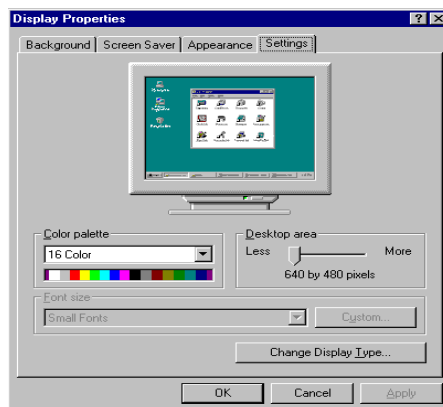 Display Properties
Background Screen Saver Appearance Settings
Color palette
16 Color
Desktop area
Less More
640 by 480 pixels
Font size
Small Fonts
Custom...
Change Display Type...
OK Cancel Apply